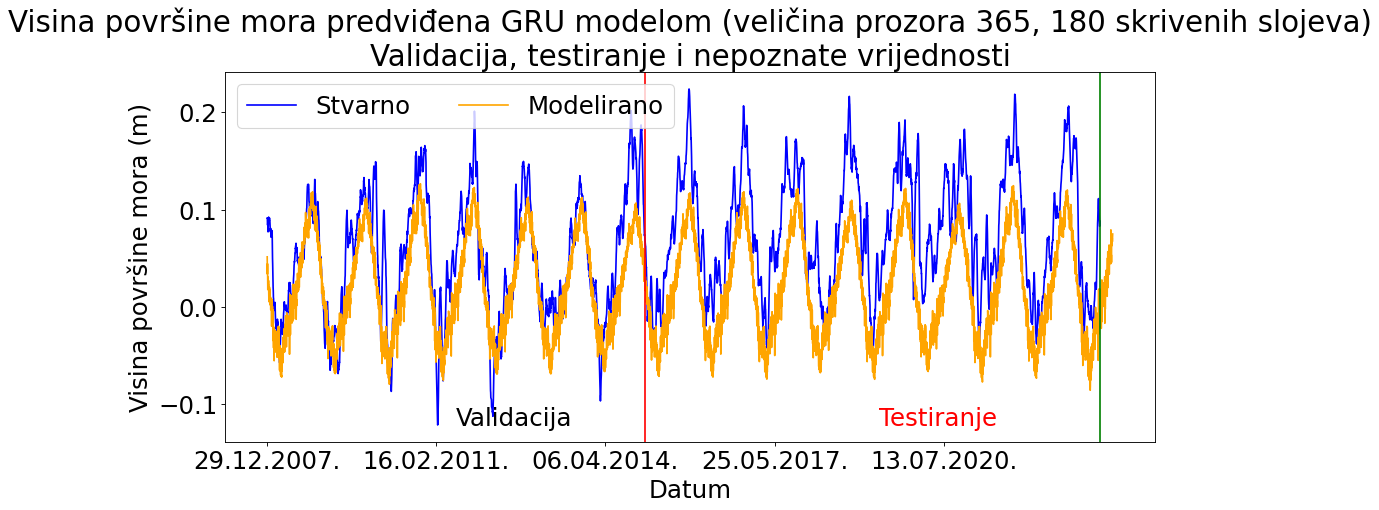 Visina površine mora predviđena GRU modelom (veličina prozora 365, 180 skrivenih slojeva)
Validacija, testiranje i nepoznate vrijednosti
Stvarno
Modelirano
Visina površine mora (m)
0.2
0.1
0.0
−0.1
Validacija
Testiranje
29.12.2007.
16.02.2011.
06.04.2014.
25.05.2017.
13.07.2020.
Datum